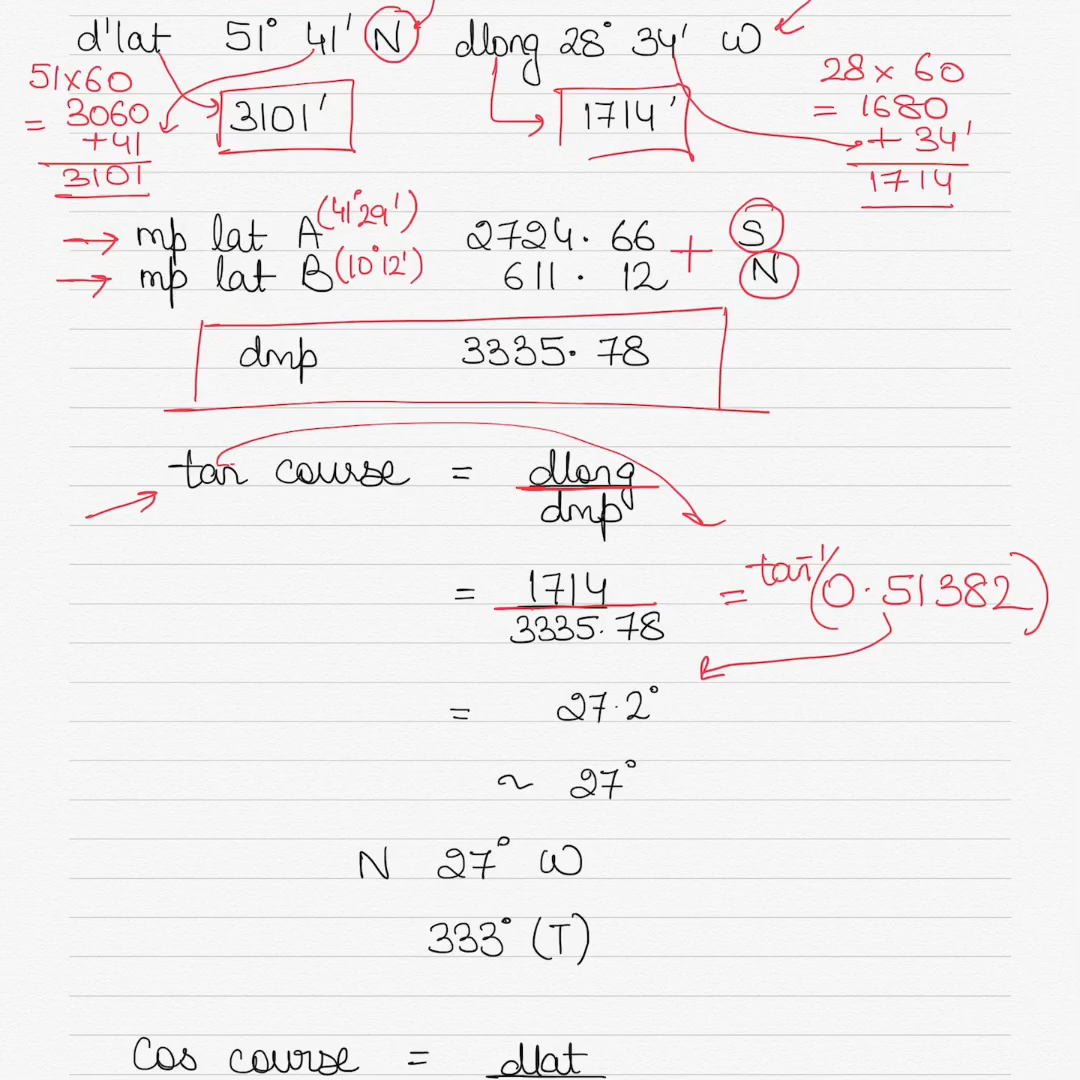 d'lat 51° 41' N dlong 28° 34' W
51x60
= 3060
+41
3101
3101'
1714'
28 x 60
= 1680
+ 34'
1714
→ mp lat A (41°29') 2724.66 + S
→ mp lat B (10°12') 611.12 N
dmp 3335.78
tan course = dlong
dmp
= 1714
3335.78
= tan⁻¹(0.51382)
= 27.2°
~ 27°
N 27° W
333° (T)
Cos course = dlat